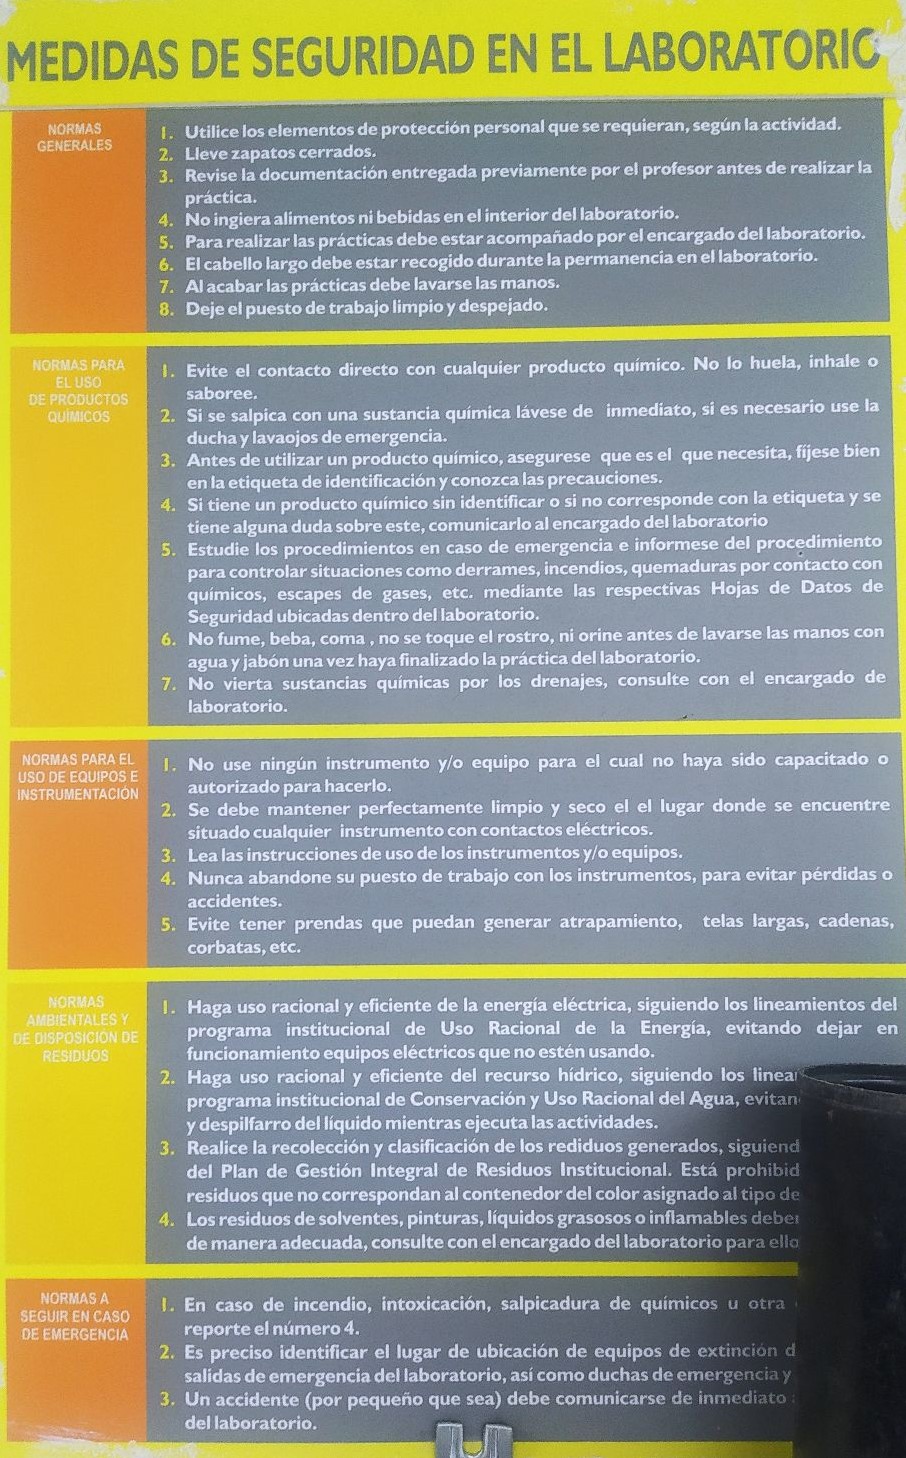 MEDIDAS DE SEGURIDAD EN EL LABORATORIO
NORMAS
GENERALES
1. Utilice los elementos de protección personal que se requieran, según la actividad.
2. Lleve zapatos cerrados.
3. Revise la documentación entregada previamente por el profesor antes de realizar la
práctica.
4. No ingiera alimentos ni bebidas en el interior del laboratorio.
5. Para realizar las prácticas debe estar acompañado por el encargado del laboratorio.
6. El cabello largo debe estar recogido durante la permanencia en el laboratorio.
7. Al acabar las prácticas debe lavarse las manos.
8. Deje el puesto de trabajo limpio y despejado.
NORMAS PARA
EL USO
DE PRODUCTOS
QUÍMICOS
1. Evite el contacto directo con cualquier producto químico. No lo huela, inhale o
saboree.
2. Si se salpica con una sustancia química lávese de inmediato, si es necesario use la
ducha y lavaojos de emergencia.
3. Antes de utilizar un producto químico, asegurese que es el que necesita, fíjese bien
en la etiqueta de identificación y conozca las precauciones.
4. Si tiene un producto químico sin identificar o si no corresponde con la etiqueta y se
tiene alguna duda sobre este, comunicarlo al encargado del laboratorio
5. Estudie los procedimientos en caso de emergencia e informese del procedimiento
para controlar situaciones como derrames, incendios, quemaduras por contacto con
químicos, escapes de gases, etc. mediante las respectivas Hojas de Datos de
Seguridad ubicadas dentro del laboratorio.
6. No fume, beba, coma , no se toque el rostro, ni orine antes de lavarse las manos con
agua y jabón una vez haya finalizado la práctica del laboratorio.
7. No vierta sustancias químicas por los drenajes, consulte con el encargado de
laboratorio.
NORMAS PARA EL
USO DE EQUIPOS E
INSTRUMENTACIÓN
1. No use ningún instrumento y/o equipo para el cual no haya sido capacitado o
autorizado para hacerlo.
2. Se debe mantener perfectamente limpio y seco el el lugar donde se encuentre
situado cualquier instrumento con contactos eléctricos.
3. Lea las instrucciones de uso de los instrumentos y/o equipos.
4. Nunca abandone su puesto de trabajo con los instrumentos, para evitar pérdidas o
accidentes.
5. Evite tener prendas que puedan generar atrapamiento, telas largas, cadenas,
corbatas, etc.
NORMAS
AMBIENTALES Y
DE DISPOSICIÓN DE
RESIDUOS
1. Haga uso racional y eficiente de la energía eléctrica, siguiendo los lineamientos del
programa institucional de Uso Racional de la Energía, evitando dejar en
funcionamiento equipos eléctricos que no estén usando.
2. Haga uso racional y eficiente del recurso hídrico, siguiendo los
programa institucional de Conservación y Uso Racional del Agua,
y despilfarro del líquido mientras ejecuta las actividades.
3. Realice la recolección y clasificación de los rediduos generados,
del Plan de Gestión Integral de Residuos Institucional. Está
residuos que no correspondan al contenedor del color asignado al tipo de
4. Los residuos de solventes, pinturas, líquidos grasosos o inflamables
de manera adecuada, consulte con el encargado del laboratorio para ello
NORMAS A
SEGUIR EN CASO
DE EMERGENCIA
1. En caso de incendio, intoxicación, salpicadura de químicos u otra
reporte el número 4.
2. Es preciso identificar el lugar de ubicación de equipos de extinción
salidas de emergencia del laboratorio, así como duchas de emergencia y
3. Un accidente (por pequeño que sea) debe comunicarse de inmediato
del laboratorio.